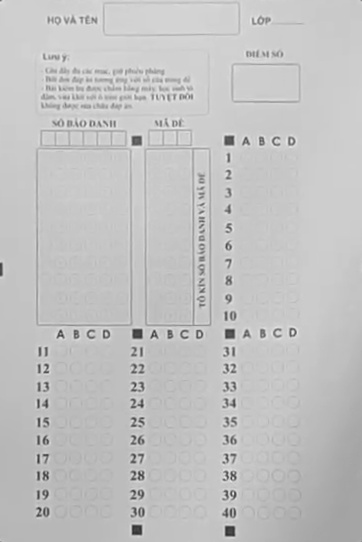 HỌ VÀ TÊN
LỚP
Lưu ý:
ĐIỂM SỐ
- Ghi đầy đủ các mục, giữ phiếu phẳng
- Bôi đen đáp án tương ứng với số câu trong đề
- Bài kiểm tra được chấm bằng máy, học sinh tô
đậm, vừa khít với ô tròn giới hạn. TUYỆT ĐỐI
không được sửa chữa đáp án.
SỐ BÁO DANH
MÃ ĐỀ
TÔ KÍN SỐ BÁO DANH VÀ MÃ ĐỀ
A B C D
1
2
3
4
5
6
7
8
9
10
A B C D
A B C D
A B C D
11 21 31
12 22 32
13 23 33
14 24 34
15 25 35
16 26 36
17 27 37
18 28 38
19 29 39
20 30 40